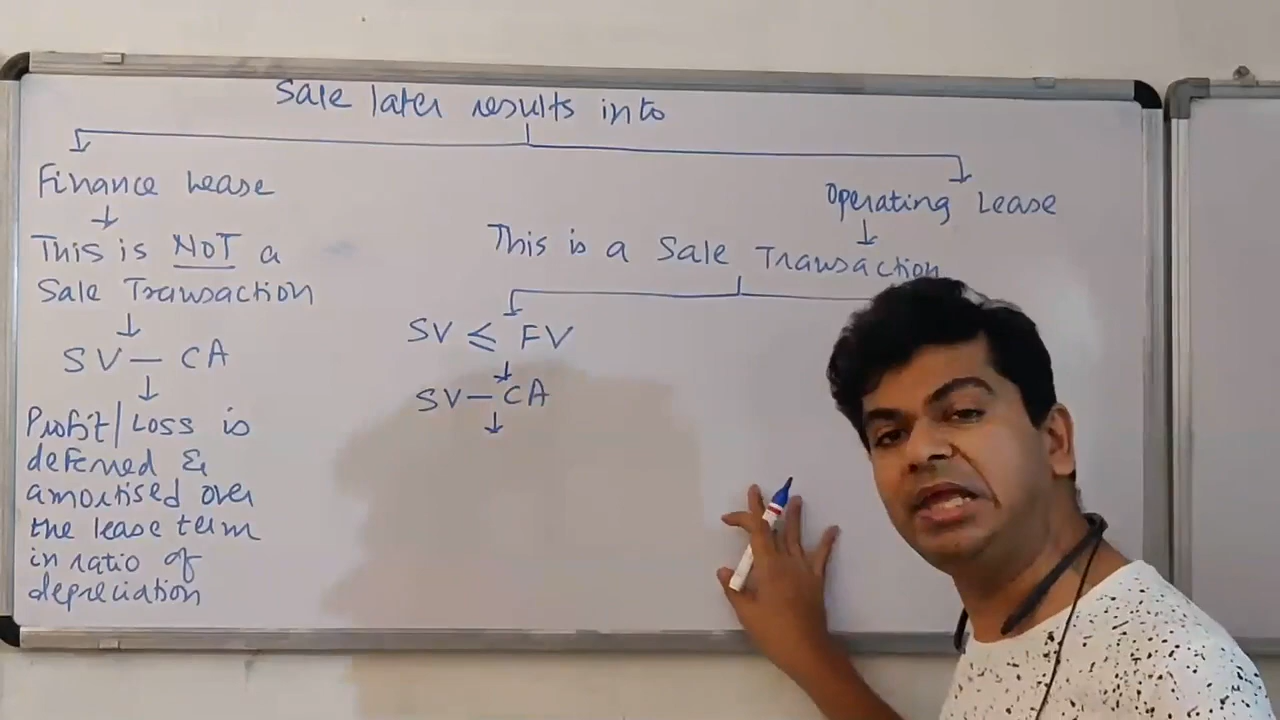 Sale later results into
Finance Lease
↓
This is NOT a
Sale Transaction
↓
SV — CA
↓
Profit/Loss is
deferred &
amortised over
the lease term
in ratio of
depreciation
Operating Lease
↓
This is a Sale Transaction
SV ≤ FV
↓
SV — CA
↓